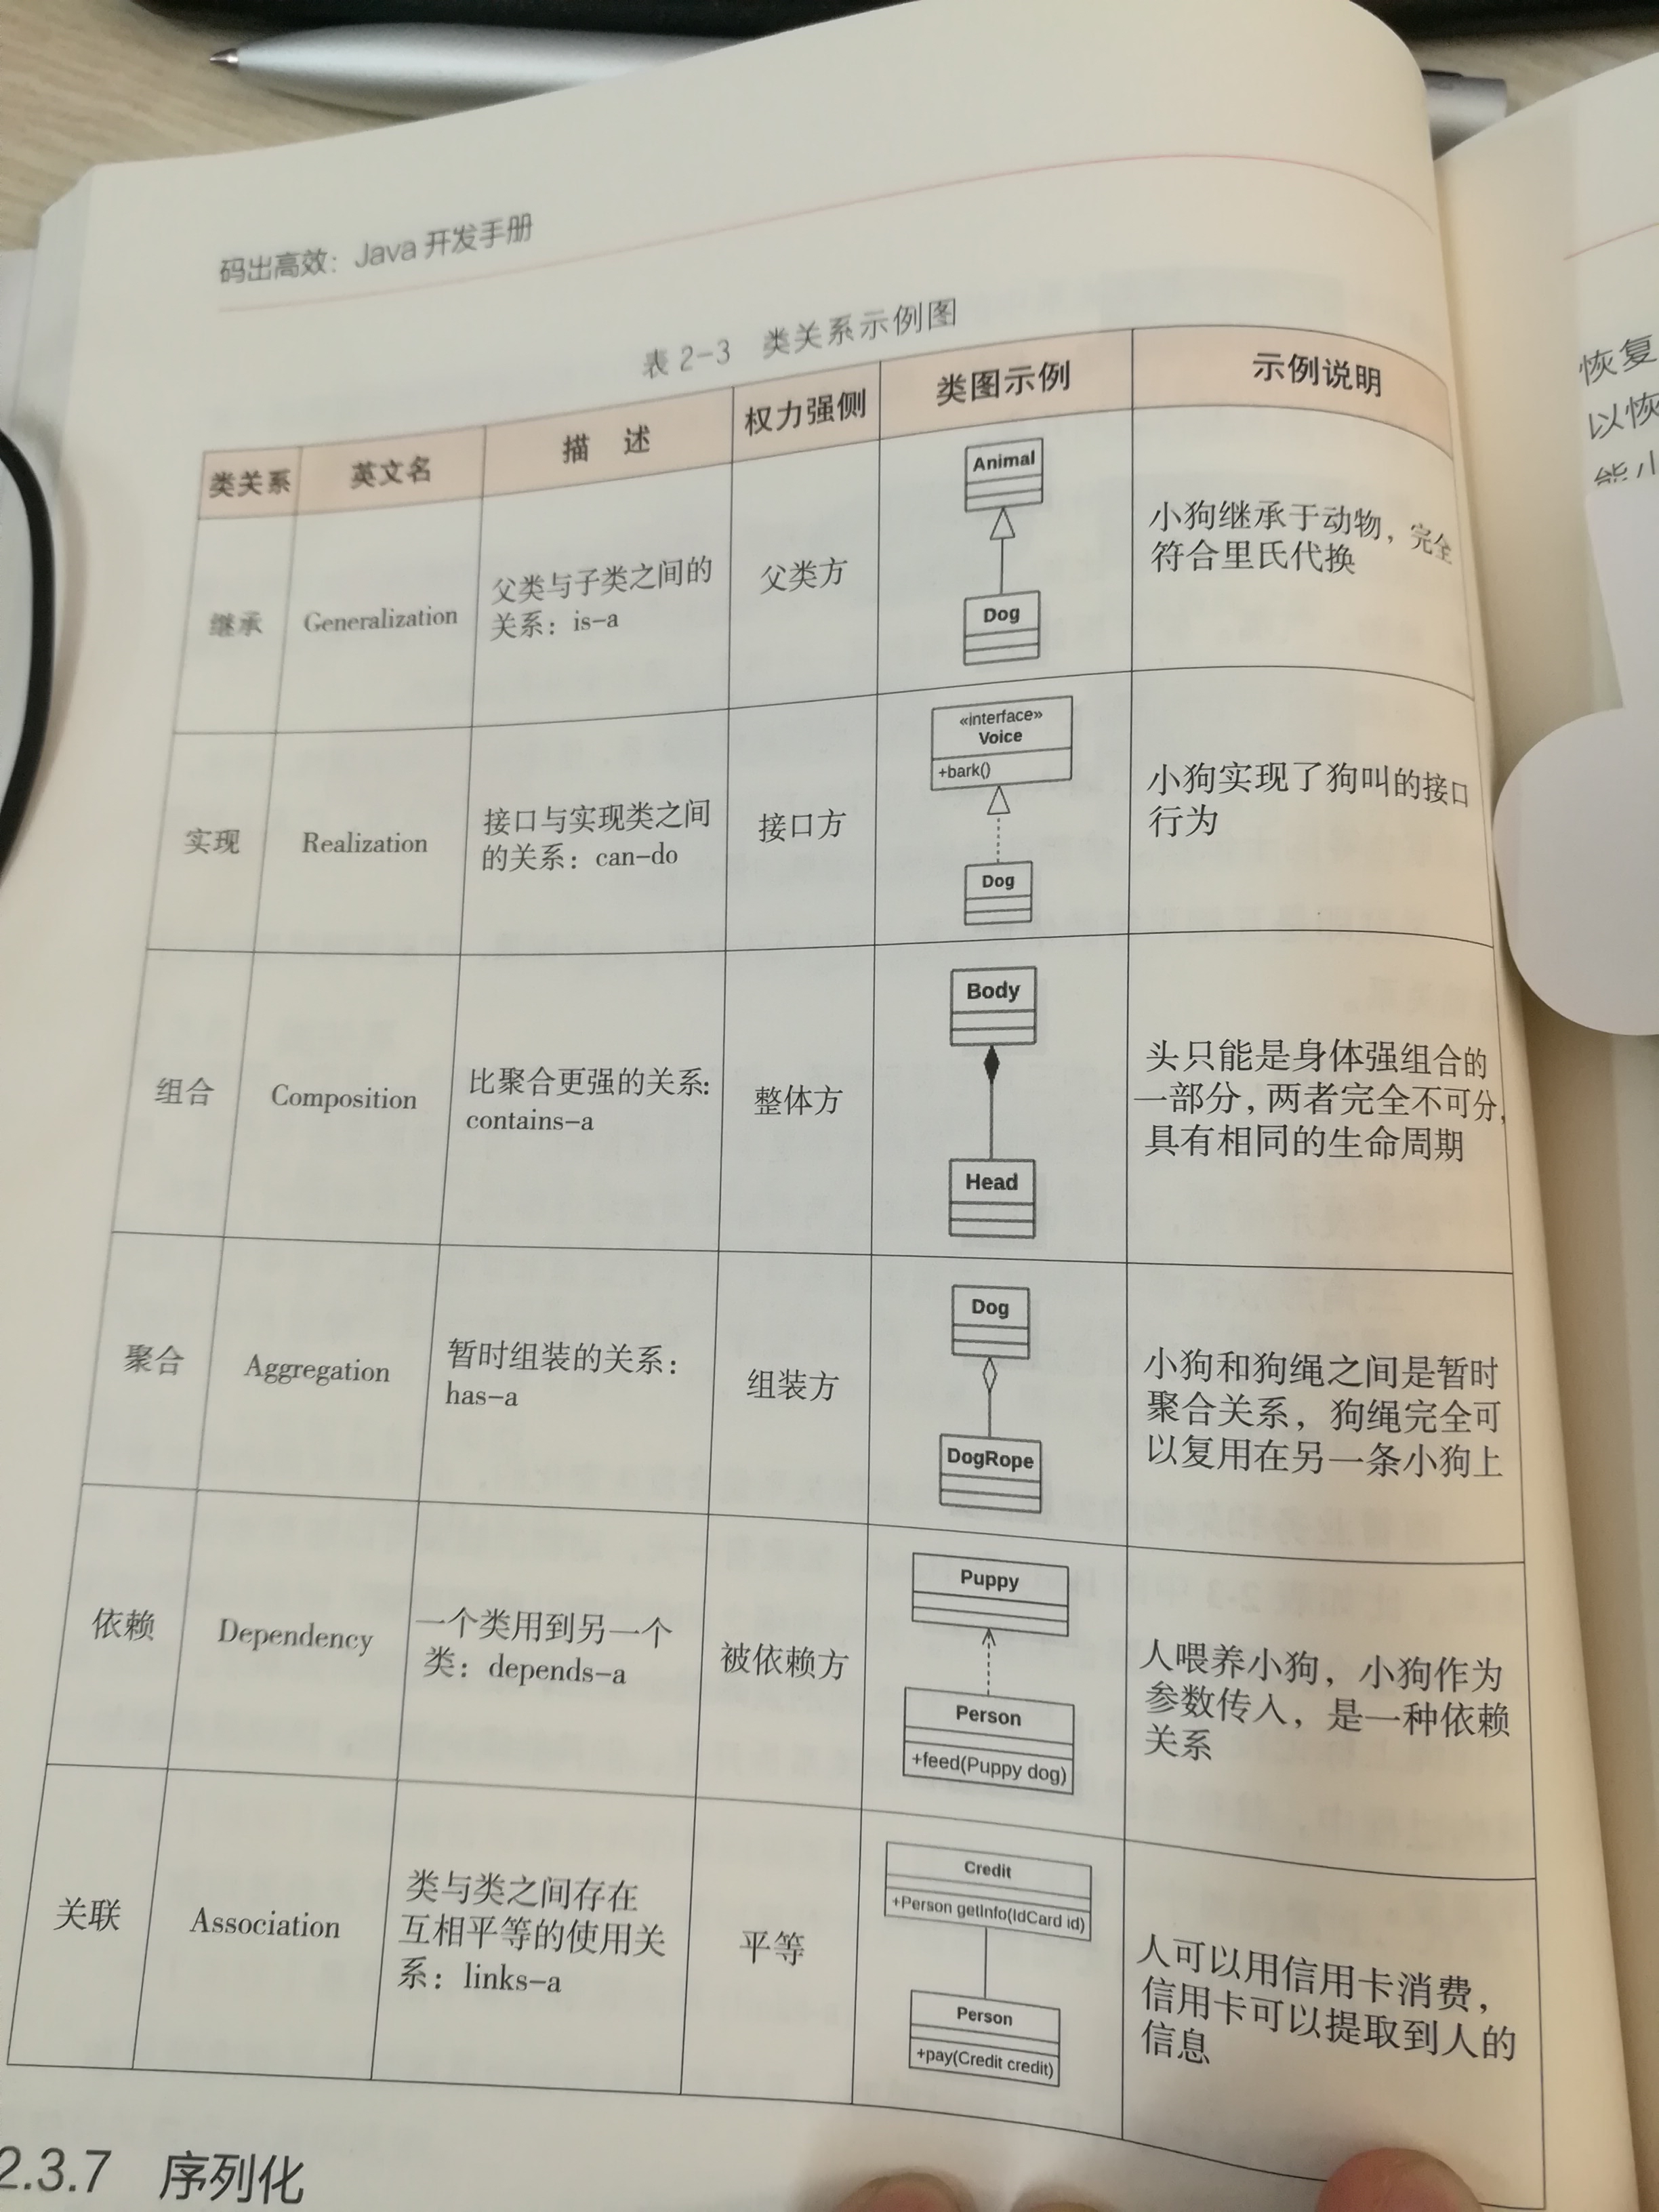 码出高效：Java 开发手册
表 2-3 类关系示例图
类关系
英文名
描 述
权力强侧
类图示例
示例说明
继承
Generalization
父类与子类之间的
关系：is-a
父类方
Animal
Dog
小狗继承于动物，完全
符合里氏代换
实现
Realization
接口与实现类之间
的关系：can-do
接口方
«interface»
Voice
+bark()
Dog
小狗实现了狗叫的接口
行为
组合
Composition
比聚合更强的关系：
contains-a
整体方
Body
Head
头只能是身体强组合的
一部分，两者完全不可分，
具有相同的生命周期
聚合
Aggregation
暂时组装的关系：
has-a
组装方
Dog
DogRope
小狗和狗绳之间是暂时
聚合关系，狗绳完全可
以复用在另一条小狗上
依赖
Dependency
一个类用到另一个
类：depends-a
被依赖方
Puppy
Person
+feed(Puppy dog)
人喂养小狗，小狗作为
参数传入，是一种依赖
关系
关联
Association
类与类之间存在
互相平等的使用关
系：links-a
平等
Credit
+Person getInfo(IdCard id)
Person
+pay(Credit credit)
人可以用信用卡消费，
信用卡可以提取到人的
信息
2.3.7 序列化
恢复
以恢
能小